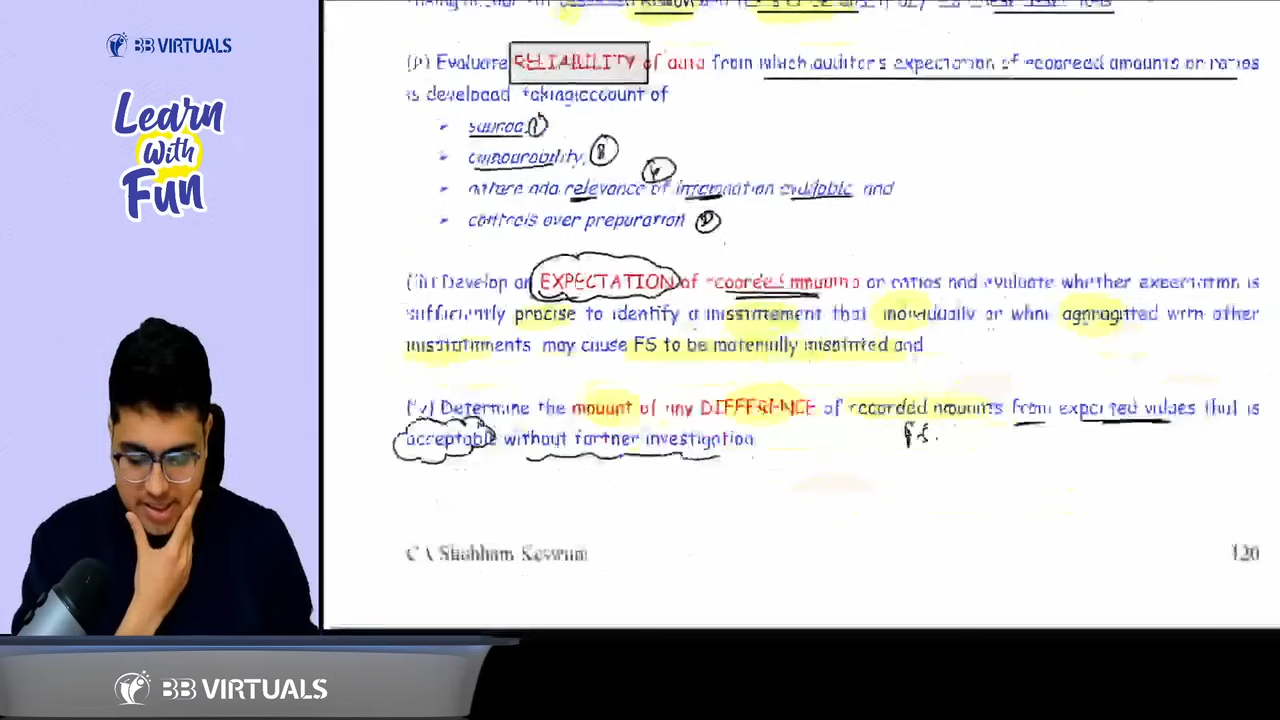 BB VIRTUALS
Learn
With
Fun
Evaluate RELIABILITY of data from which auditor's expectation of recorded amounts or ratios
is developed taking account of
➤ source ①
➤ comparability,
➤ nature and relevance of information available and
➤ controls over preparation ②
Develop an EXPECTATION of recorded amounts or ratios and evaluate whether expectation is
sufficiently precise to identify a misstatement that individually or when aggregated with other
misstatements may cause FS to be materially misstated and
Determine the amount of any DIFFERENCE of recorded amounts from expected values that is
acceptable without further investigation
CA Shubham Keswani
120
BB VIRTUALS